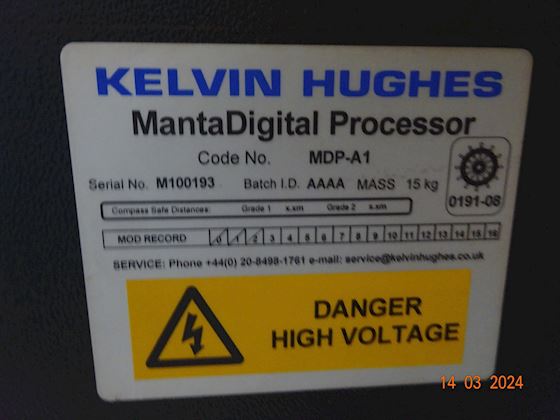 KELVIN HUGHES
MantaDigital Processor
Code No. MDP-A1
Serial No. M100193 Batch I.D. AAAA MASS 15 kg
0191-08
Compass Safe Distances: Grade 1 x.xm Grade 2 x.xm
MOD RECORD 0 1 2 3 4 5 6 7 8 9 10 11 12 13 14 15 16
SERVICE: Phone +44(0) 20-8498-1761 e-mail: service@kelvinhughes.co.uk
DANGER
HIGH VOLTAGE
14 03 2024